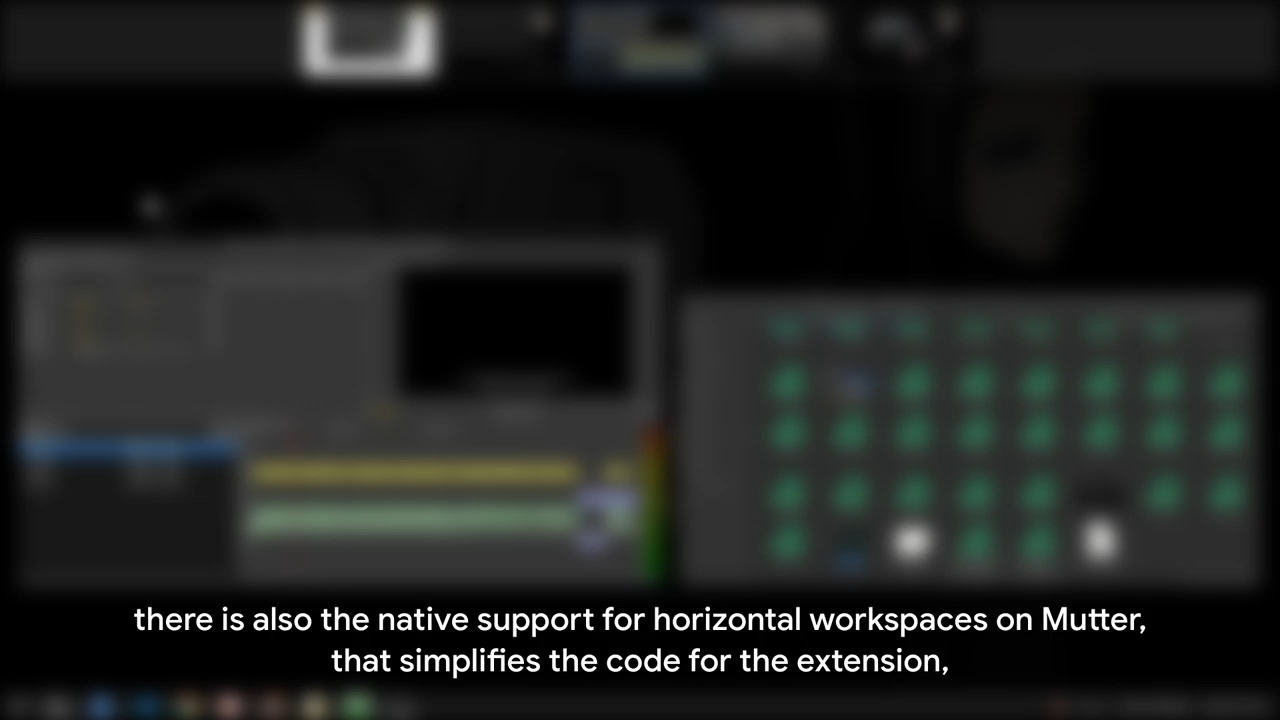 there is also the native support for horizontal workspaces on Mutter,
that simplifies the code for the extension,